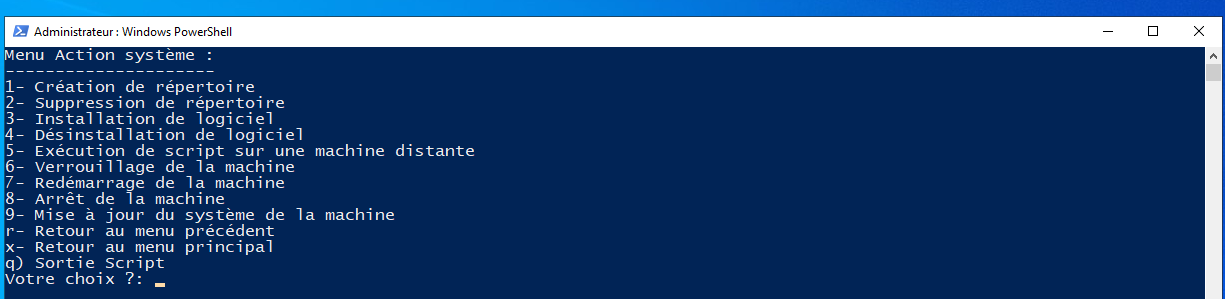 Administrateur : Windows PowerShell
Menu Action système :
---------------------
1- Création de répertoire
2- Suppression de répertoire
3- Installation de logiciel
4- Désinstallation de logiciel
5- Exécution de script sur une machine distante
6- Verrouillage de la machine
7- Redémarrage de la machine
8- Arrêt de la machine
9- Mise à jour du système de la machine
r- Retour au menu précédent
x- Retour au menu principal
q) Sortie Script
Votre choix ?: _